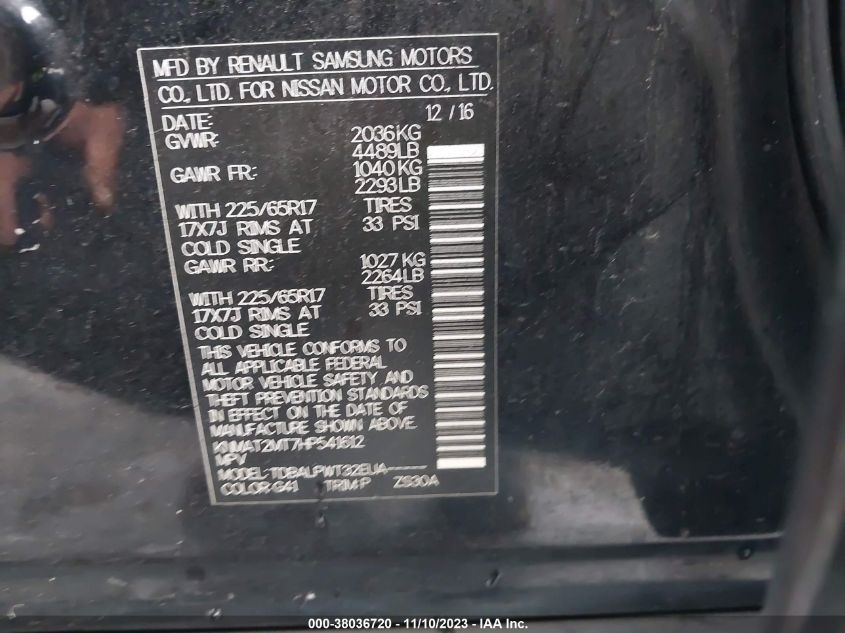 MFD BY RENAULT SAMSUNG MOTORS
CO., LTD. FOR NISSAN MOTOR CO., LTD.
DATE: 12 / 16
GVWR: 2036KG
4489LB
GAWR FR:- 1040KG
2293LB
WITH 225/65R17 TIRES
17X7J RIMS AT 33 PSI
COLD SINGLE
GAWR RR:- 1027KG
2264LB
WITH 225/65R17 TIRES
17X7J RIMS AT 33 PSI
COLD SINGLE
THIS VEHICLE CONFORMS TO
ALL APPLICABLE FEDERAL
MOTOR VEHICLE SAFETY AND
THEFT PREVENTION STANDARDS
IN EFFECT ON THE DATE OF
MANUFACTURE SHOWN ABOVE.
KNMAT2MT7HP541612
MPV
MODEL: TDBALPWT32EUA------
COLOR:G41 TRIM:P ZS30A
000-38036720 - 11/10/2023 - IAA Inc.